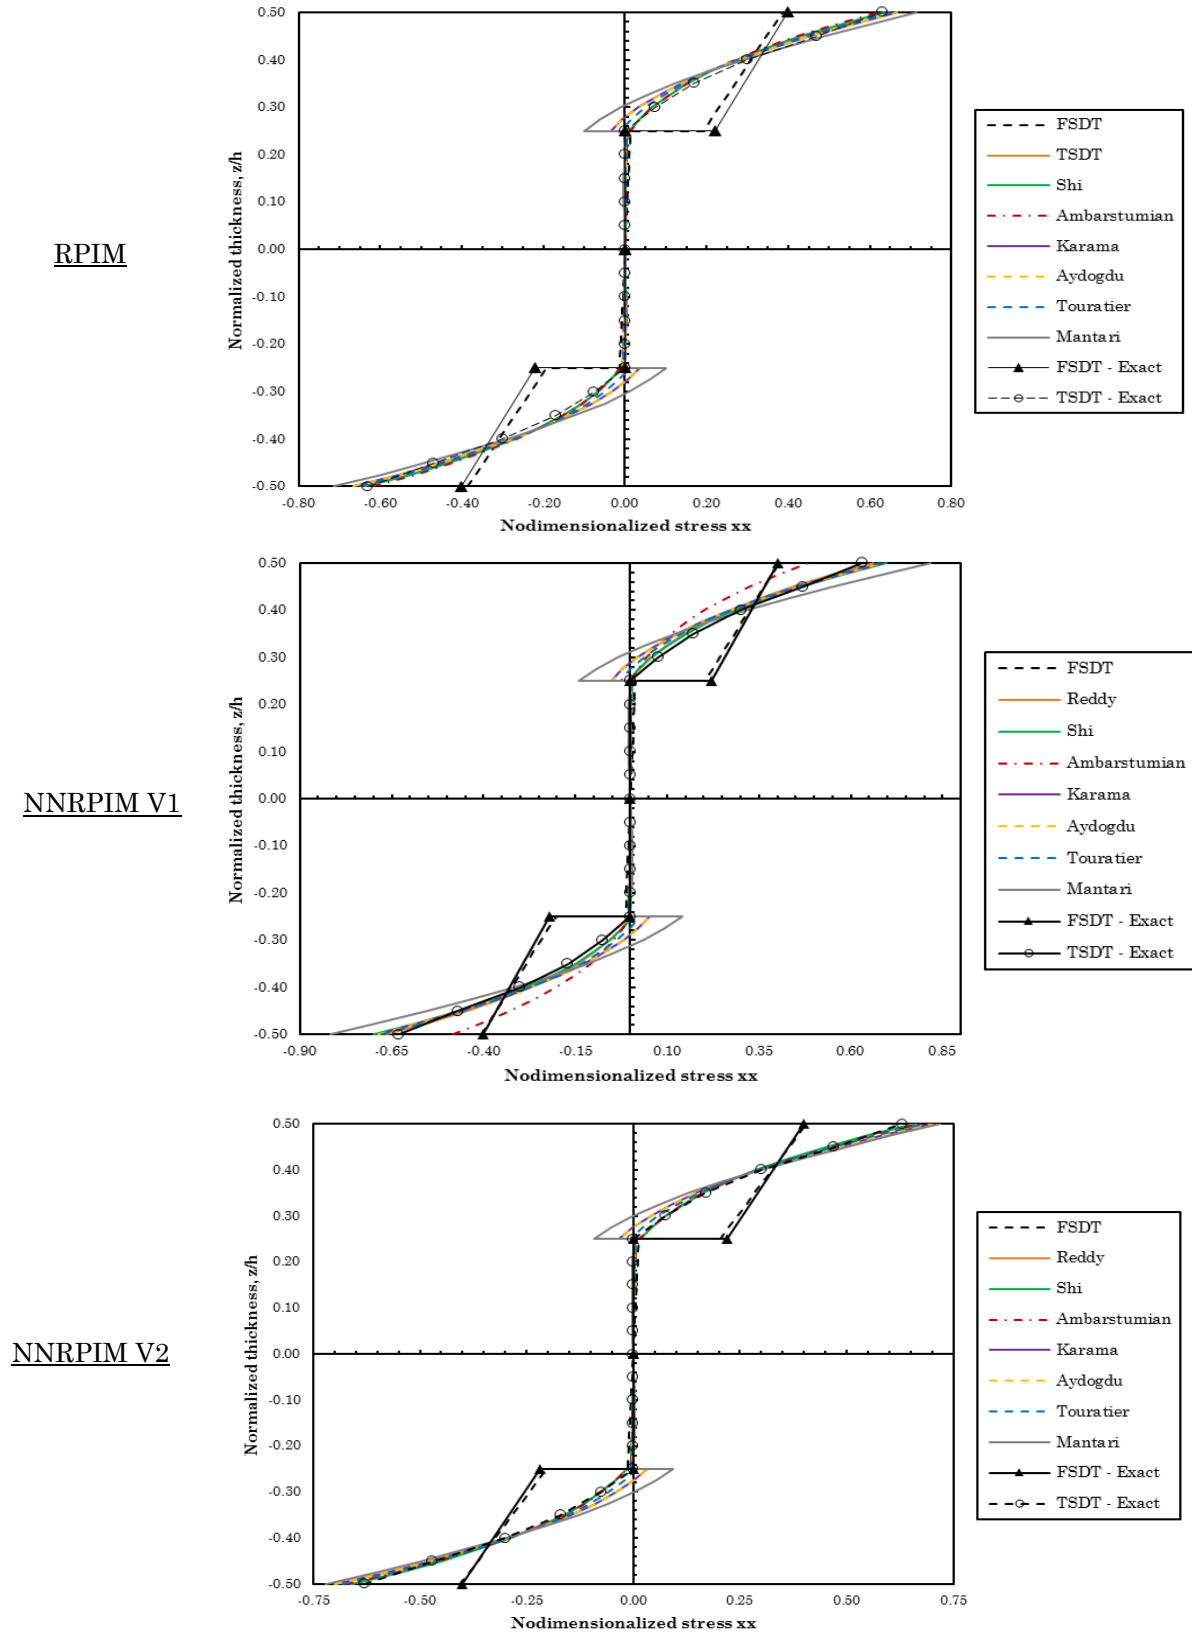 RPIM
Normalized thickness, z/h
0.50
0.40
0.30
0.20
0.10
0.00
-0.10
-0.20
-0.30
-0.40
-0.50
-0.80 -0.60 -0.40 -0.20 0.00 0.20 0.40 0.60 0.80
Nodimensionalized stress xx
FSDT
TSDT
Shi
Ambarstumian
Karama
Aydogdu
Touratier
Mantari
FSDT - Exact
TSDT - Exact
NNRPIM V1
Normalized thickness, z/h
0.50
0.40
0.30
0.20
0.10
0.00
-0.10
-0.20
-0.30
-0.40
-0.50
-0.90 -0.65 -0.40 -0.15 0.10 0.35 0.60 0.85
Nodimensionalized stress xx
FSDT
Reddy
Shi
Ambarstumian
Karama
Aydogdu
Touratier
Mantari
FSDT - Exact
TSDT - Exact
NNRPIM V2
Normalized thickness, z/h
0.50
0.40
0.30
0.20
0.10
0.00
-0.10
-0.20
-0.30
-0.40
-0.50
-0.75 -0.50 -0.25 0.00 0.25 0.50 0.75
Nodimensionalized stress xx
FSDT
Reddy
Shi
Ambarstumian
Karama
Aydogdu
Touratier
Mantari
FSDT - Exact
TSDT - Exact